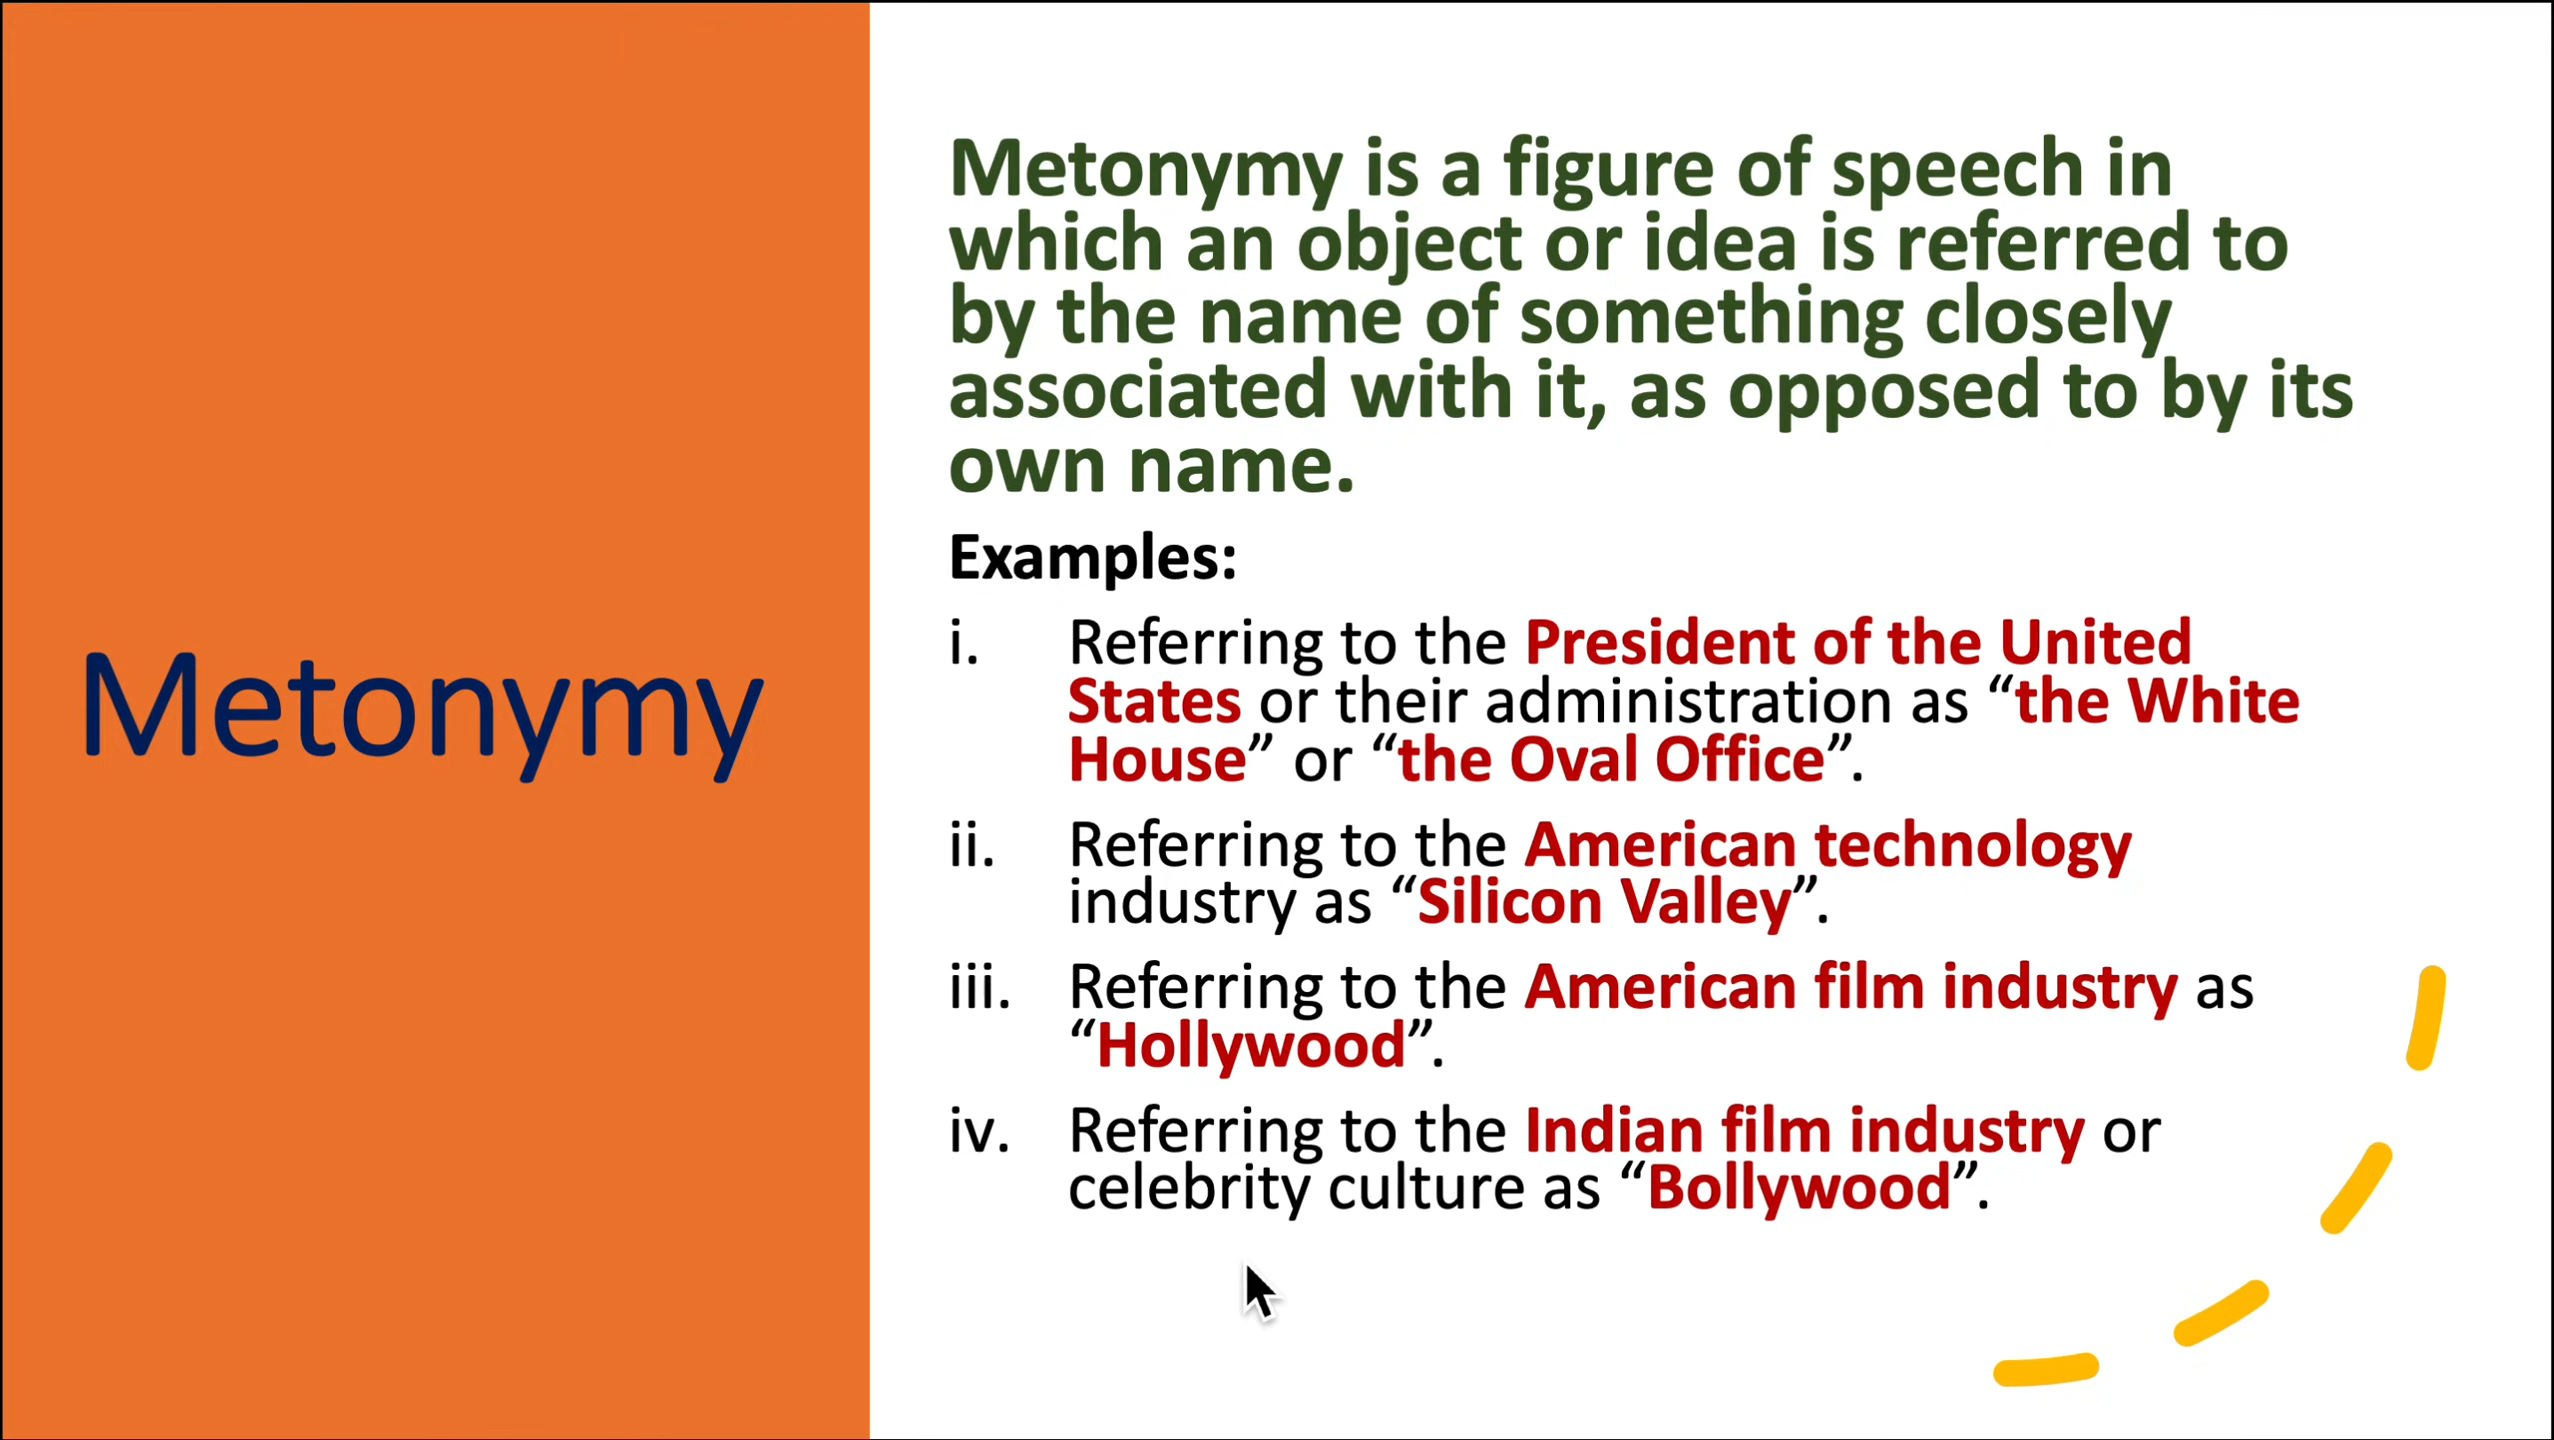 Metonymy
Metonymy is a figure of speech in
which an object or idea is referred to
by the name of something closely
associated with it, as opposed to by its
own name.
Examples:
i. Referring to the President of the United
States or their administration as “the White
House” or “the Oval Office”.
ii. Referring to the American technology
industry as “Silicon Valley”.
iii. Referring to the American film industry as
“Hollywood”.
iv. Referring to the Indian film industry or
celebrity culture as “Bollywood”.